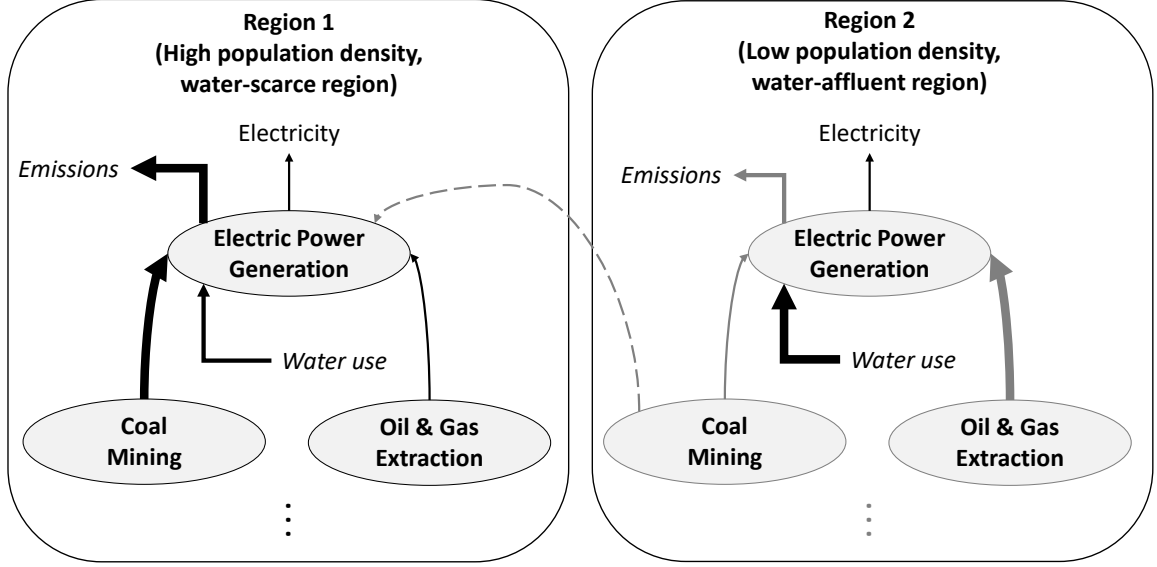 Region 1
(High population density,
water-scarce region)
Electricity
Emissions
Electric Power
Generation
Water use
Coal
Mining
Oil & Gas
Extraction
Region 2
(Low population density,
water-affluent region)
Electricity
Emissions
Electric Power
Generation
Water use
Coal
Mining
Oil & Gas
Extraction